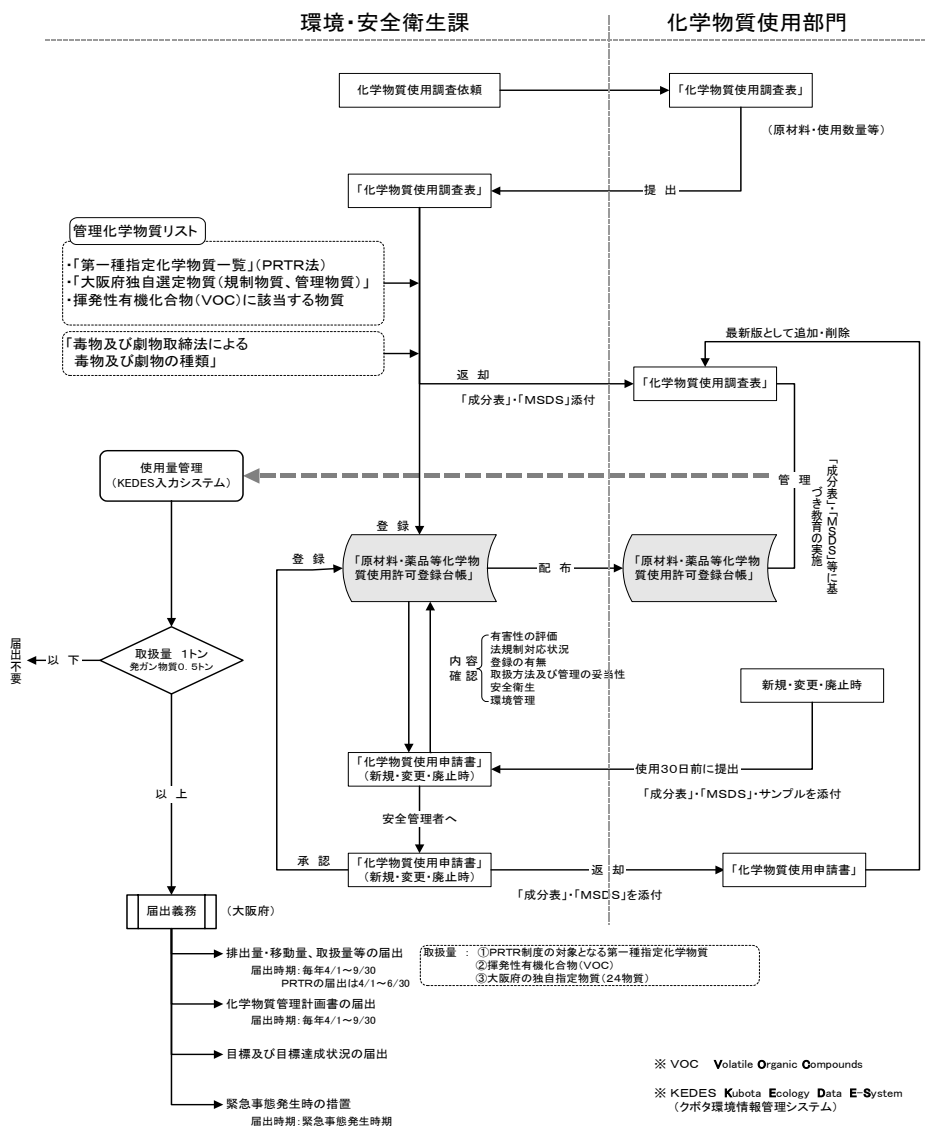 環境・安全衛生課
化学物質使用部門
化学物質使用調査依頼
「化学物質使用調査表」
(原材料・使用数量等)
提 出
「化学物質使用調査表」
管理化学物質リスト
・「第一種指定化学物質一覧」(PRTR法)
・「大阪府独自選定物質(規制物質、管理物質)」
・揮発性有機化合物(VOC)に該当する物質
「毒物及び劇物取締法による
毒物及び劇物の種類」
最新版として追加・削除
返 却
「成分表」・「MSDS」添付
「化学物質使用調査表」
使用量管理
(KEDES入力システム)
管 理
「成分表」・「MSDS」等に基
づき教育の実施
登 録
登 録
「原材料・薬品等化学物
質使用許可登録台帳」
配 布
「原材料・薬品等化学物
質使用許可登録台帳」
取扱量 1トン
発ガン物質0.5トン
以 下
届出不要
内 容
確 認
有害性の評価
法規制対応状況
登録の有無
取扱方法及び管理の妥当性
安全衛生
環境管理
新規・変更・廃止時
「化学物質使用申請書」
(新規・変更・廃止時)
使用30日前に提出
「成分表」・「MSDS」・サンプルを添付
以 上
安全管理者へ
承 認
「化学物質使用申請書」
(新規・変更・廃止時)
返 却
「成分表」・「MSDS」を添付
「化学物質使用申請書」
届出義務
(大阪府)
排出量・移動量、取扱量等の届出
届出時期:毎年4/1~9/30
PRTRの届出は4/1~6/30
取扱量 : ①PRTR制度の対象となる第一種指定化学物質
②揮発性有機化合物(VOC)
③大阪府の独自指定物質(24物質)
化学物質管理計画書の届出
届出時期:毎年4/1~9/30
目標及び目標達成状況の届出
緊急事態発生時の措置
届出時期:緊急事態発生時期
※ VOC Volatile Organic Compounds
※ KEDES Kubota Ecology Data E-System
(クボタ環境情報管理システム)